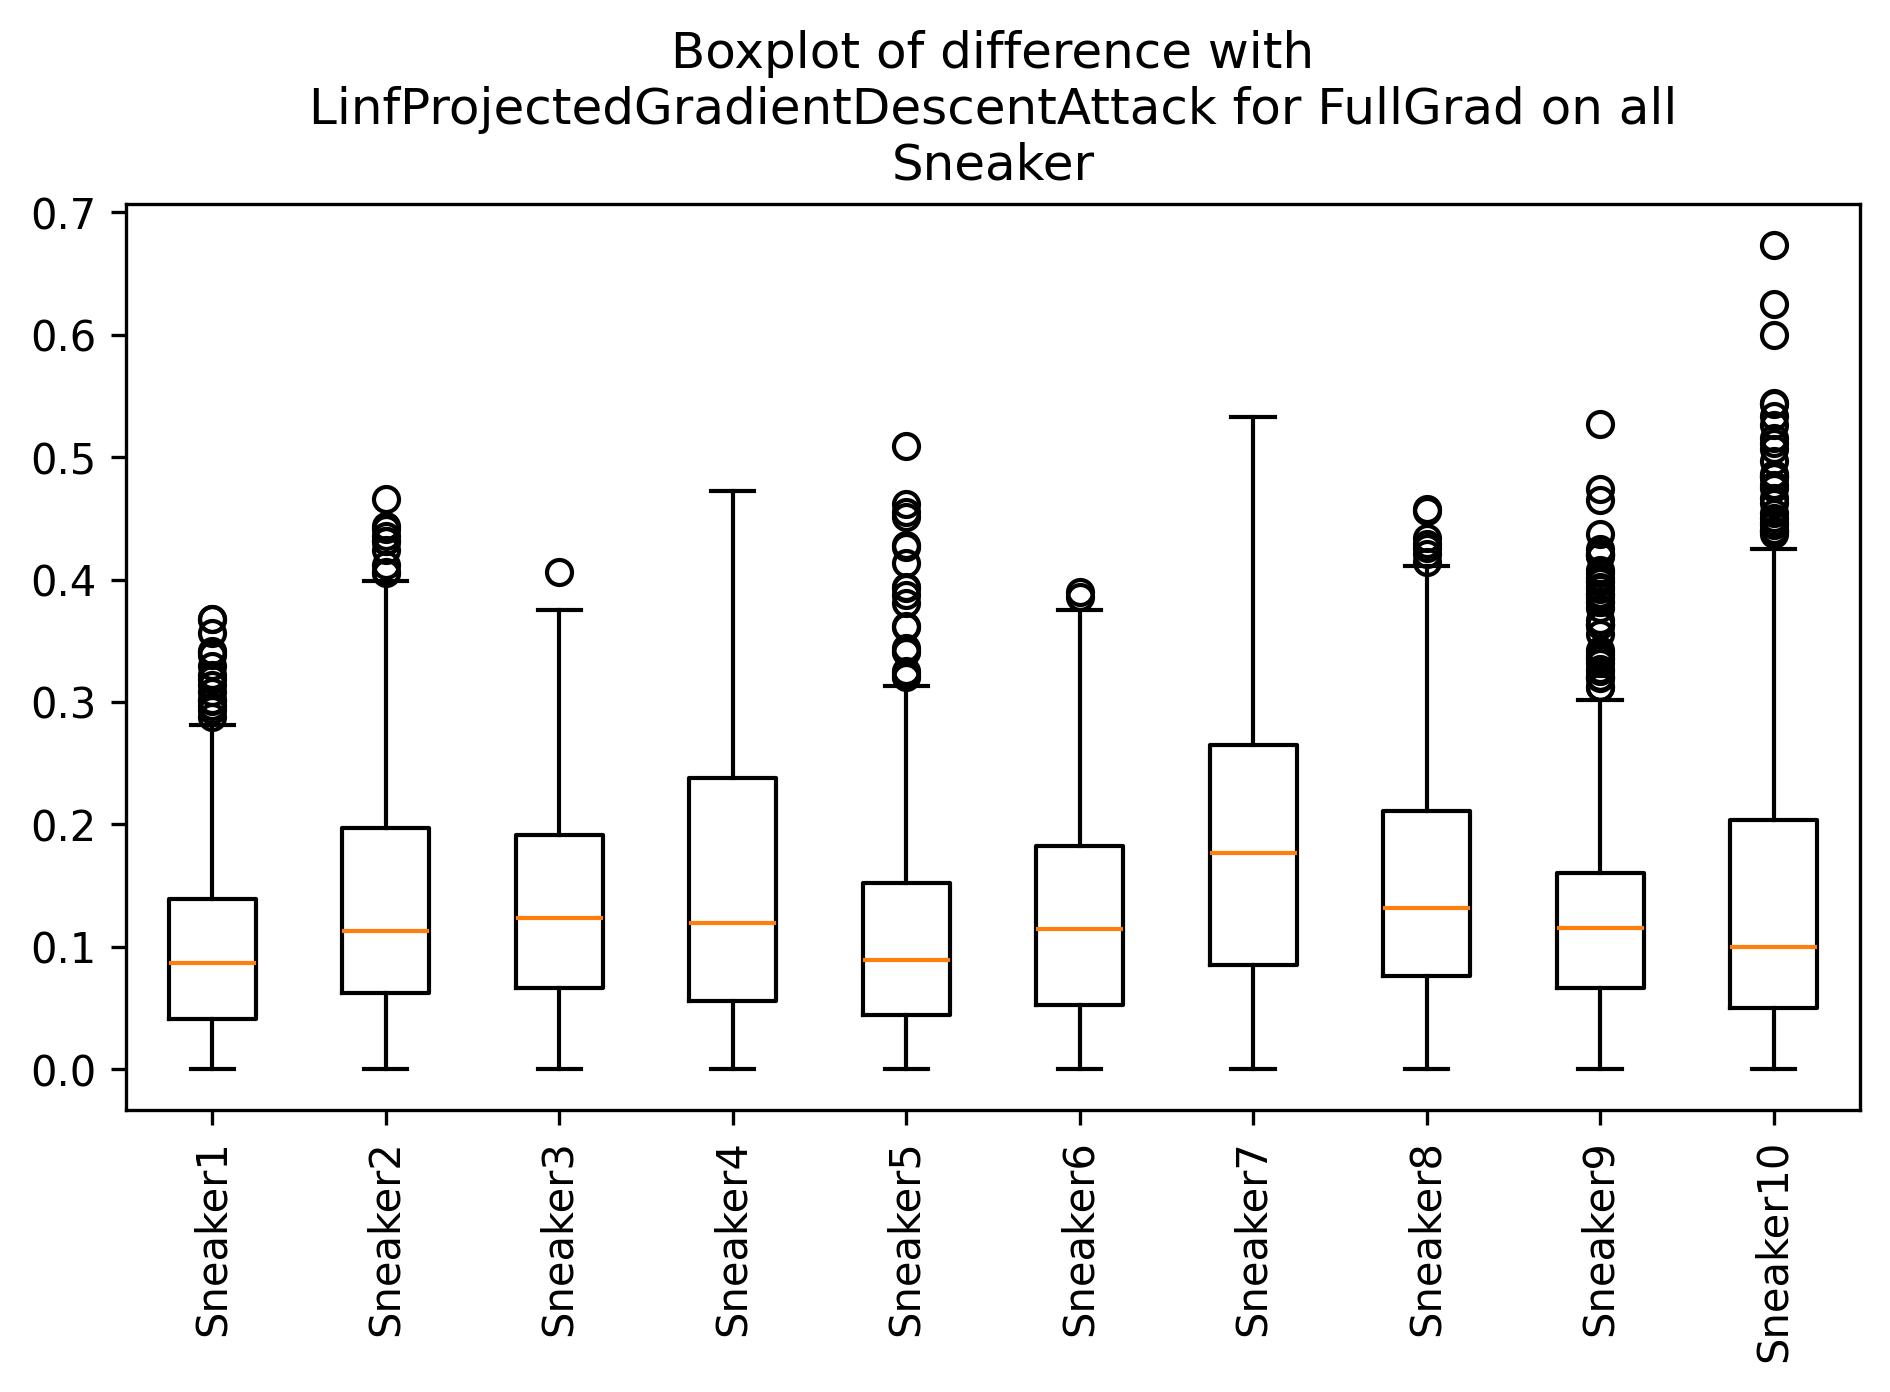 Boxplot of difference with
LinfProjectedGradientDescentAttack for FullGrad on all
Sneaker
0.7
0.6
0.5
0.4
0.3
0.2
0.1
0.0
Sneaker1
Sneaker2
Sneaker3
Sneaker4
Sneaker5
Sneaker6
Sneaker7
Sneaker8
Sneaker9
Sneaker10